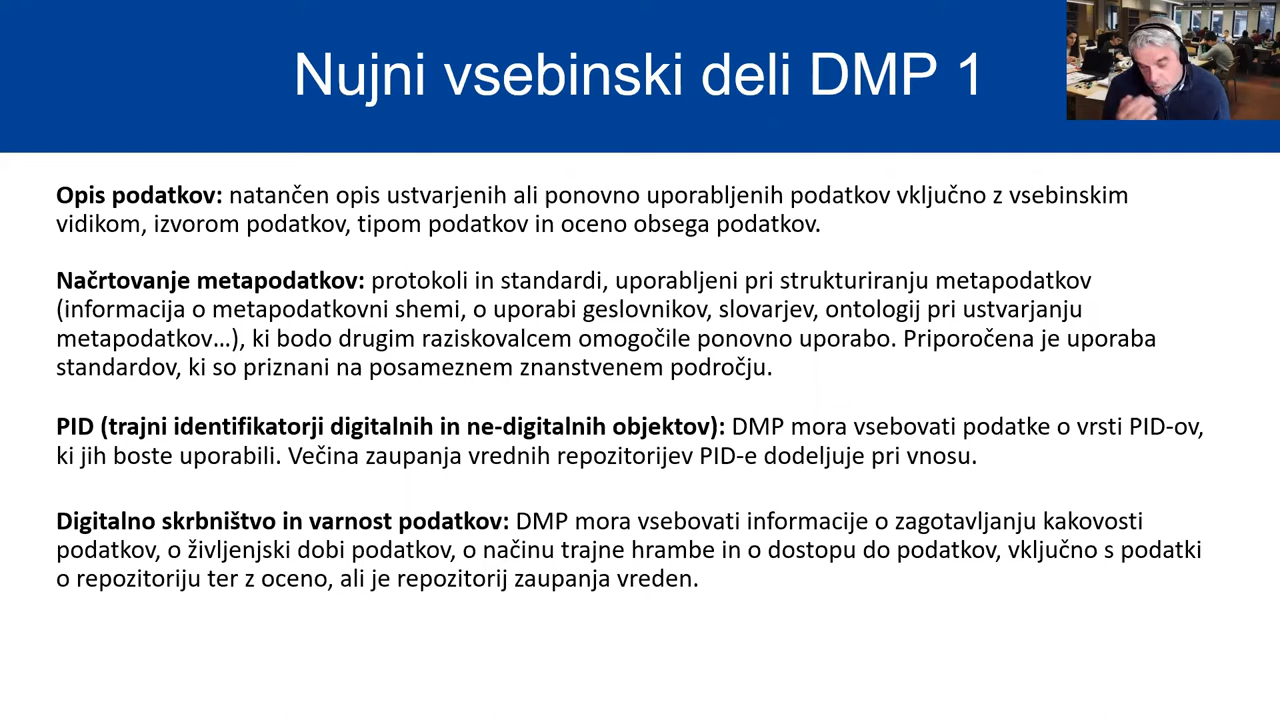 Nujni vsebinski deli DMP 1
Opis podatkov: natančen opis ustvarjenih ali ponovno uporabljenih podatkov vključno z vsebinskim
vidikom, izvorom podatkov, tipom podatkov in oceno obsega podatkov.
Načrtovanje metapodatkov: protokoli in standardi, uporabljeni pri strukturiranju metapodatkov
(informacija o metapodatkovni shemi, o uporabi geslovnikov, slovarjev, ontologij pri ustvarjanju
metapodatkov…), ki bodo drugim raziskovalcem omogočile ponovno uporabo. Priporočena je uporaba
standardov, ki so priznani na posameznem znanstvenem področju.
PID (trajni identifikatorji digitalnih in ne-digitalnih objektov): DMP mora vsebovati podatke o vrsti PID-ov,
ki jih boste uporabili. Večina zaupanja vrednih repozitorijev PID-e dodeljuje pri vnosu.
Digitalno skrbništvo in varnost podatkov: DMP mora vsebovati informacije o zagotavljanju kakovosti
podatkov, o življenjski dobi podatkov, o načinu trajne hrambe in o dostopu do podatkov, vključno s podatki
o repozitoriju ter z oceno, ali je repozitorij zaupanja vreden.